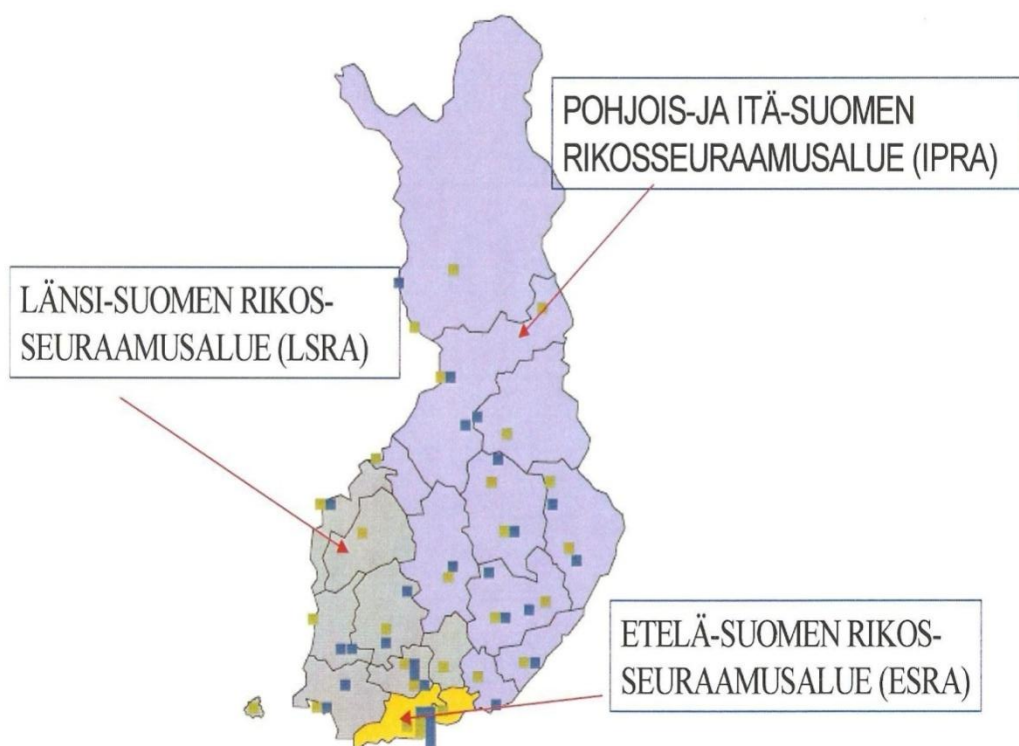 POHJOIS-JA ITÄ-SUOMEN
RIKOSSEURAAMUSALUE (IPRA)
LÄNSI-SUOMEN RIKOS-
SEURAAMUSALUE (LSRA)
ETELÄ-SUOMEN RIKOS-
SEURAAMUSALUE (ESRA)